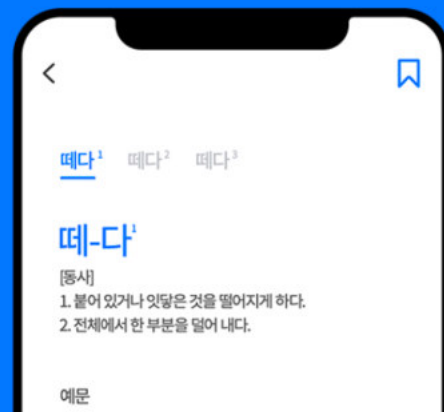 떼다¹ 떼다² 떼다³
떼-다¹
[동사]
1. 붙어 있거나 잇닿은 것을 떨어지게 하다.
2. 전체에서 한 부분을 덜어 내다.
예문